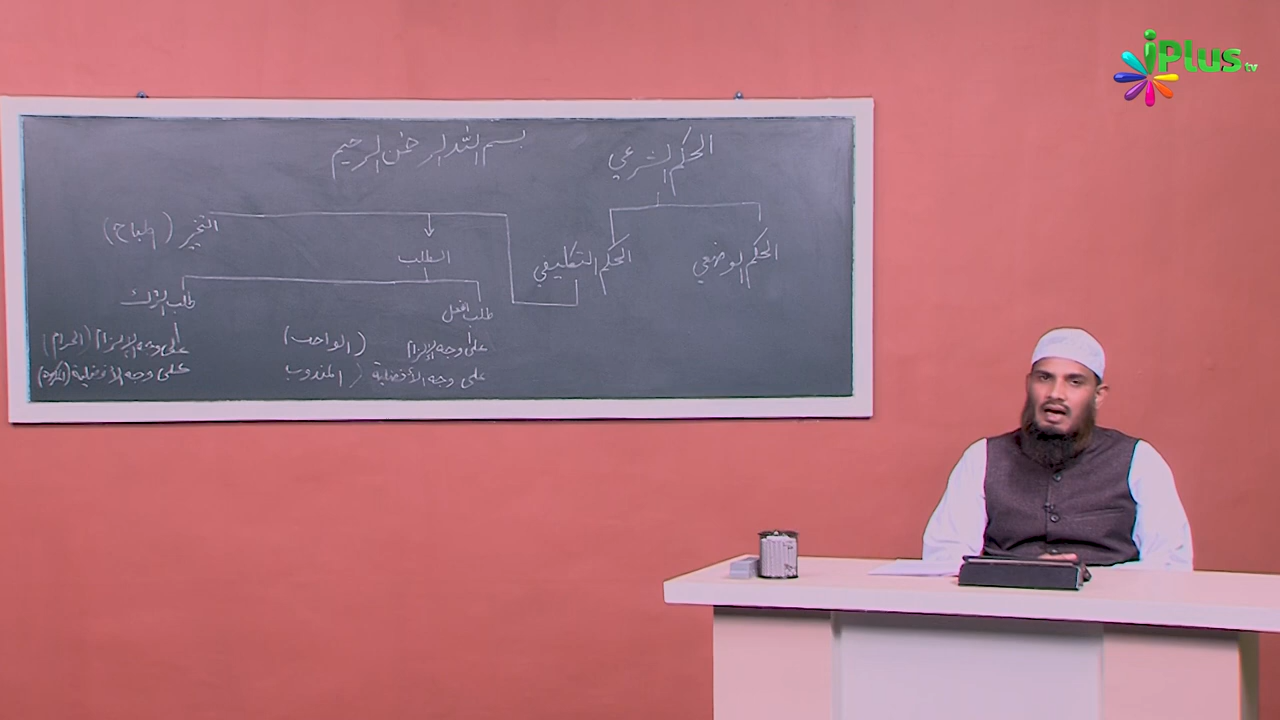 iPlus tv
بسم الله الرحمن الرحيم
الحكم الشرعي
الحكم الوضعي
الحكم التكليفي
التخيير (المباح)
الطلب
طلب الفعل
على وجه الإلزام (الواجب)
على وجه الأفضلية (المندوب
طلب الترك
على وجه الإلزام (الحرام)
على وجه الأفضلية (المكروه)